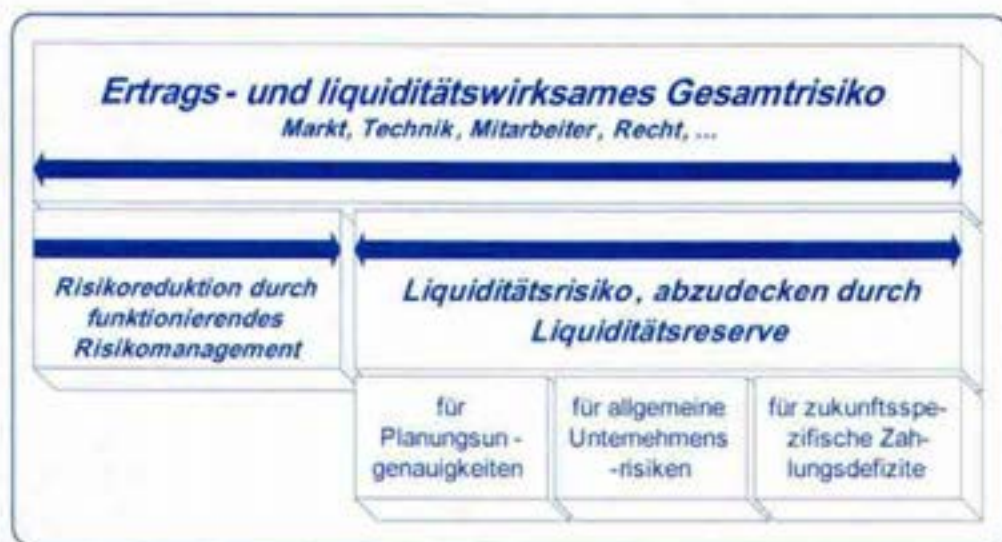 Ertrags- und liquiditätswirksames Gesamtrisiko
Markt, Technik, Mitarbeiter, Recht, ...
Risikoreduktion durch
funktionierendes
Risikomanagement
Liquiditätsrisiko, abzudecken durch
Liquiditätsreserve
für
Planungsun -
genauigkeiten
für allgemeine
Unternehmens
-risiken
für zukunftsspe-
zifische Zah-
lungsdefizite